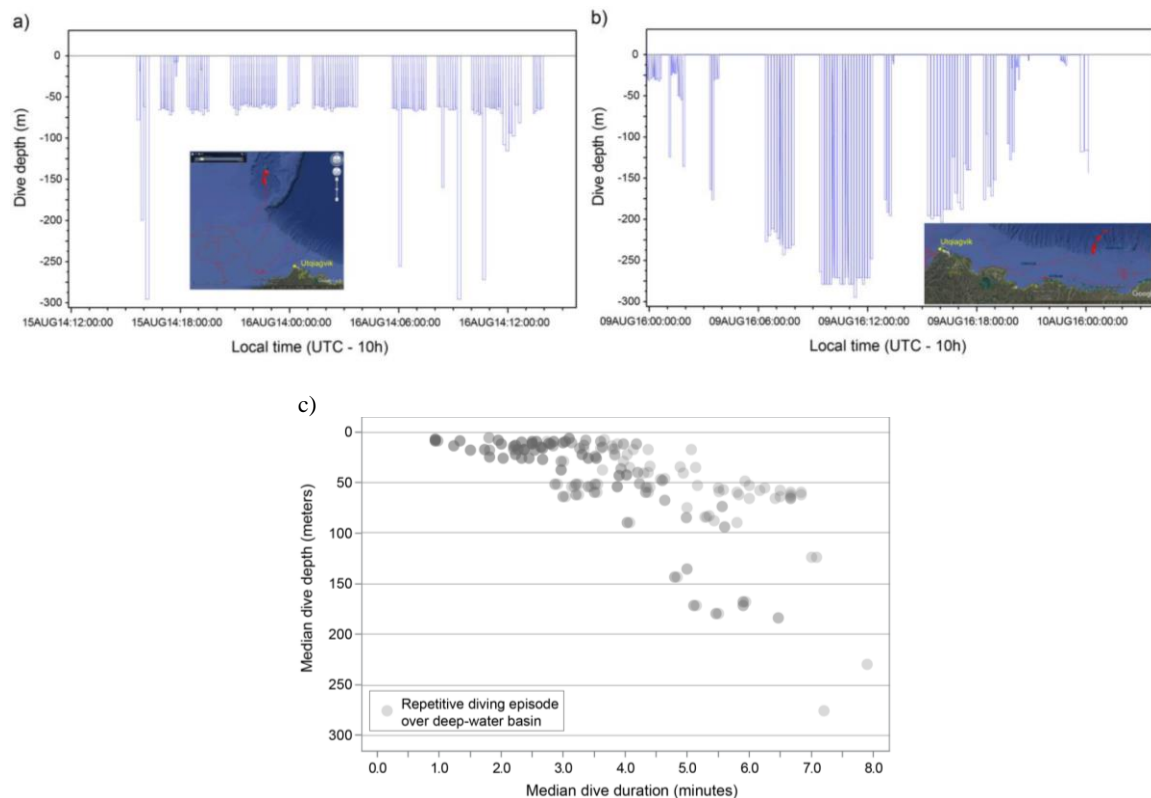 a)
0
-50
-100
-150
-200
-250
-300
Dive depth (m)
Utqiagvik
15AUG14:12:00:00
15AUG14:18:00:00
16AUG14:00:00:00
16AUG14:06:00:00
16AUG14:12:00:00
Local time (UTC - 10h)
b)
0
-50
-100
-150
-200
-250
-300
Dive depth (m)
Utqiagvik
09AUG16:00:00:00
09AUG16:06:00:00
09AUG16:12:00:00
09AUG16:18:00:00
10AUG16:00:00:00
Local time (UTC - 10h)
c)
0
50
100
150
200
250
300
Median dive depth (meters)
Repetitive diving episode
over deep-water basin
0.0
1.0
2.0
3.0
4.0
5.0
6.0
7.0
8.0
Median dive duration (minutes)